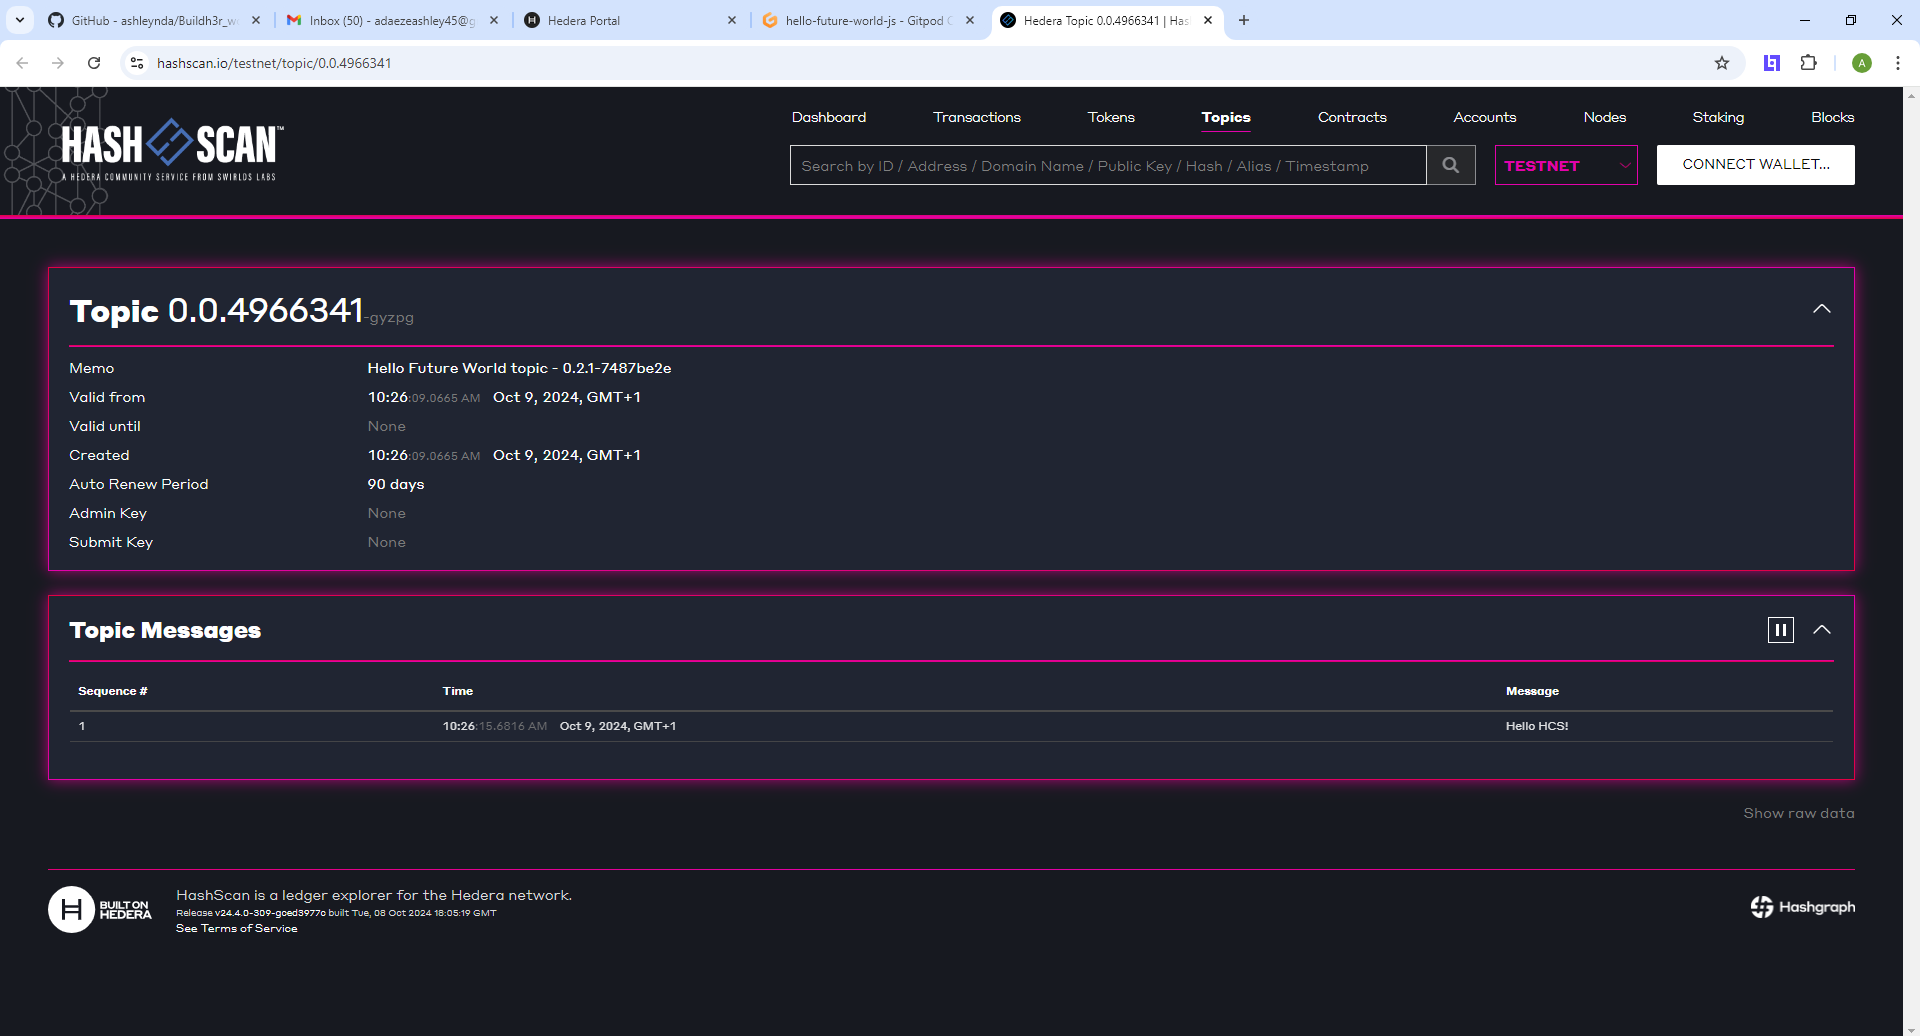 GitHub - ashleynda/Buildh3r_w
Inbox (50) - adaezeashley45@g
Hedera Portal
hello-future-world-js - Gitpod C
Hedera Topic 0.0.4966341 | Has
hashscan.io/testnet/topic/0.0.4966341
A
HASH SCAN™
A HEDERA COMMUNITY SERVICE FROM SWIRLDS LABS
Dashboard Transactions Tokens Topics Contracts Accounts Nodes Staking Blocks
Search by ID / Address / Domain Name / Public Key / Hash / Alias / Timestamp
TESTNET
CONNECT WALLET...
Topic 0.0.4966341-gyzpg
Memo Hello Future World topic - 0.2.1-7487be2e
Valid from 10:26:09.0665 AM Oct 9, 2024, GMT+1
Valid until None
Created 10:26:09.0665 AM Oct 9, 2024, GMT+1
Auto Renew Period 90 days
Admin Key None
Submit Key None
Topic Messages
Sequence # Time Message
1 10:26:15.6816 AM Oct 9, 2024, GMT+1 Hello HCS!
Show raw data
H BUILT ON
HEDERA
HashScan is a ledger explorer for the Hedera network.
Release v24.4.0-309-gced3977c built Tue, 08 Oct 2024 18:05:19 GMT
See Terms of Service
Hashgraph